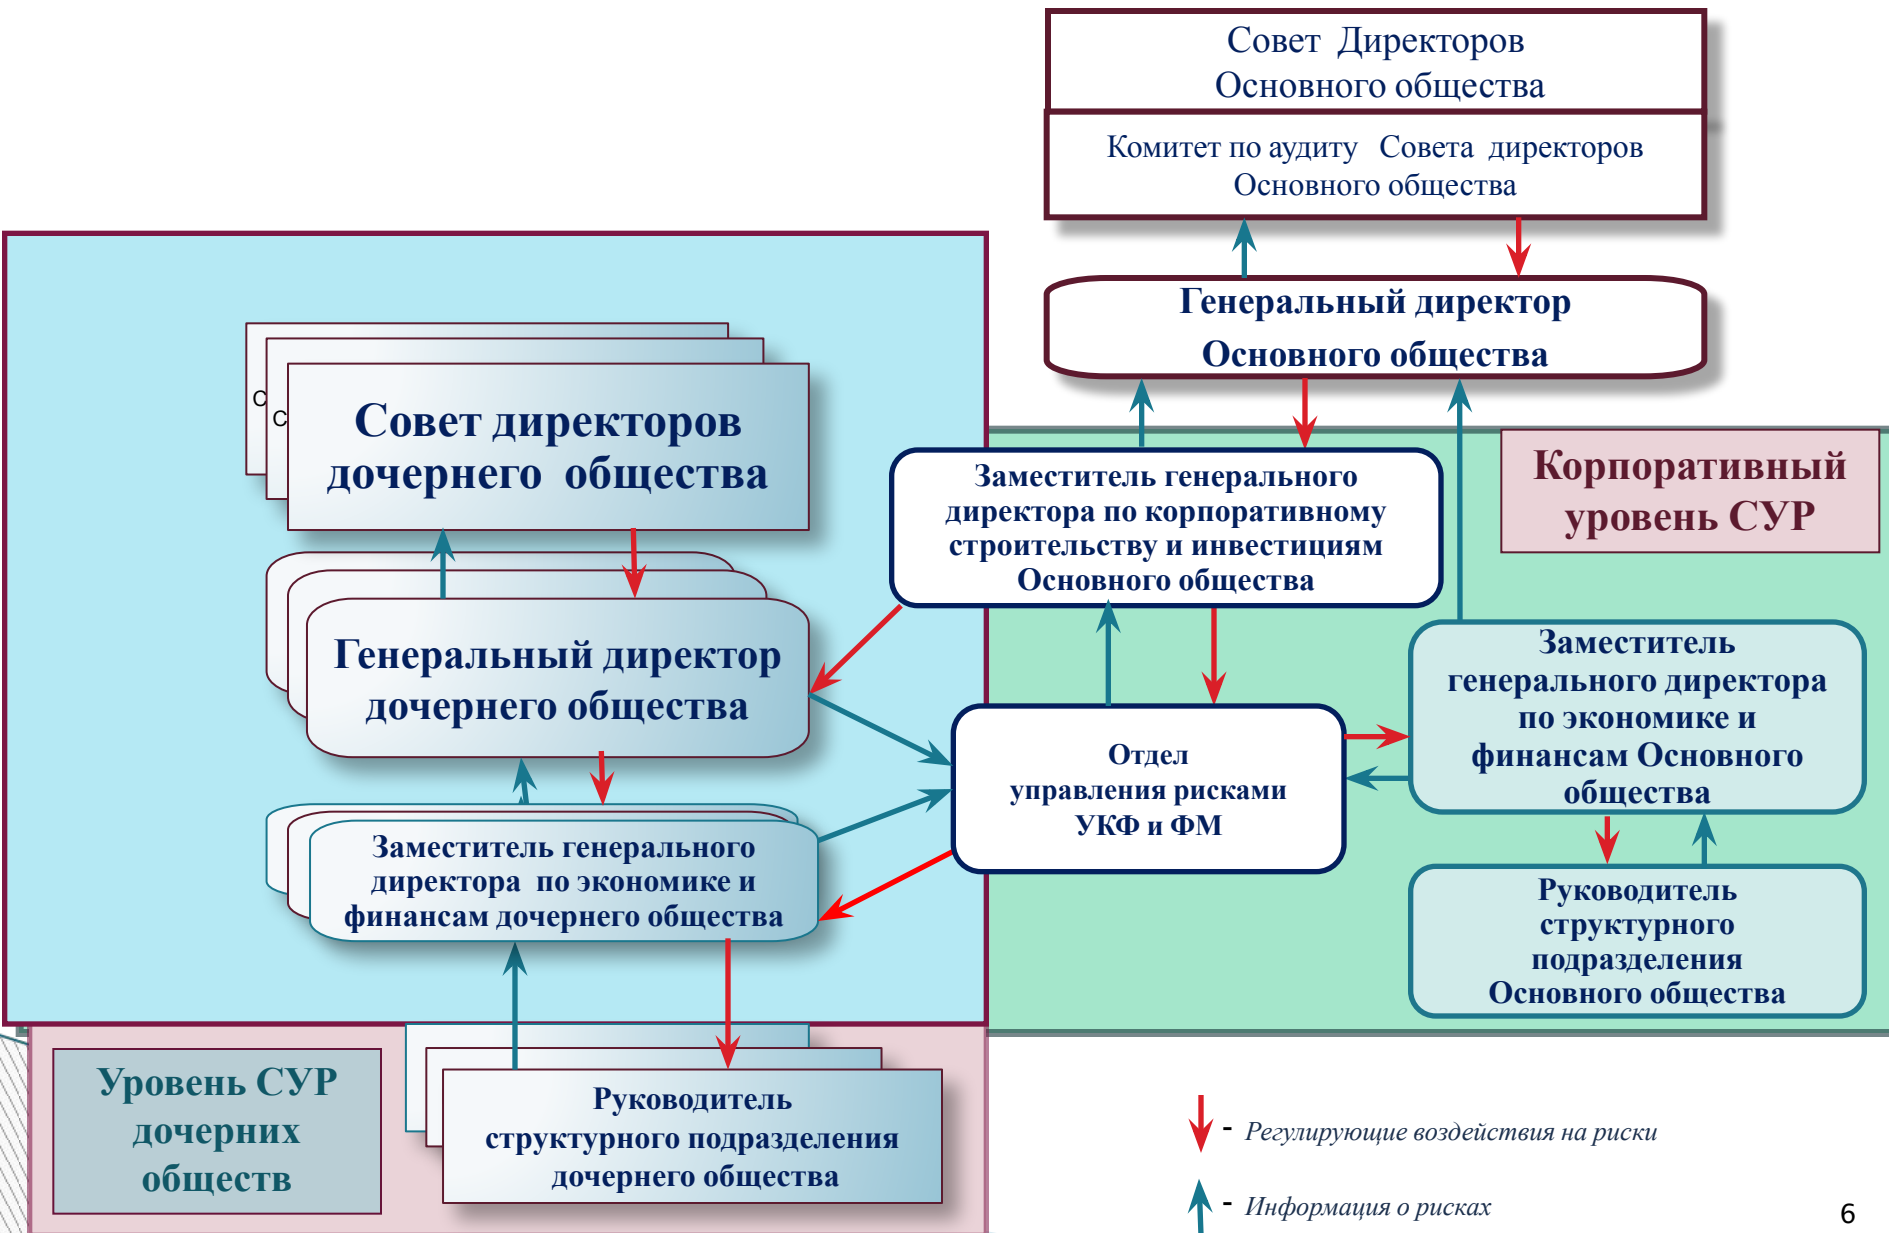 Совет Директоров
Основного общества
Комитет по аудиту Совета директоров
Основного общества
Генеральный директор
Основного общества
С
С
Совет директоров
дочернего общества
Корпоративный
уровень СУР
Заместитель генерального
директора по корпоративному
строительству и инвестициям
Основного общества
Генеральный директор
дочернего общества
Заместитель
генерального директора
по экономике и
финансам Основного
общества
Отдел
управления рисками
УКФ и ФМ
Заместитель генерального
директора по экономике и
финансам дочернего общества
Руководитель
структурного
подразделения
Основного общества
Уровень СУР
дочерних
обществ
Руководитель
структурного подразделения
дочернего общества
- Регулирующие воздействия на риски
- Информация о рисках
6